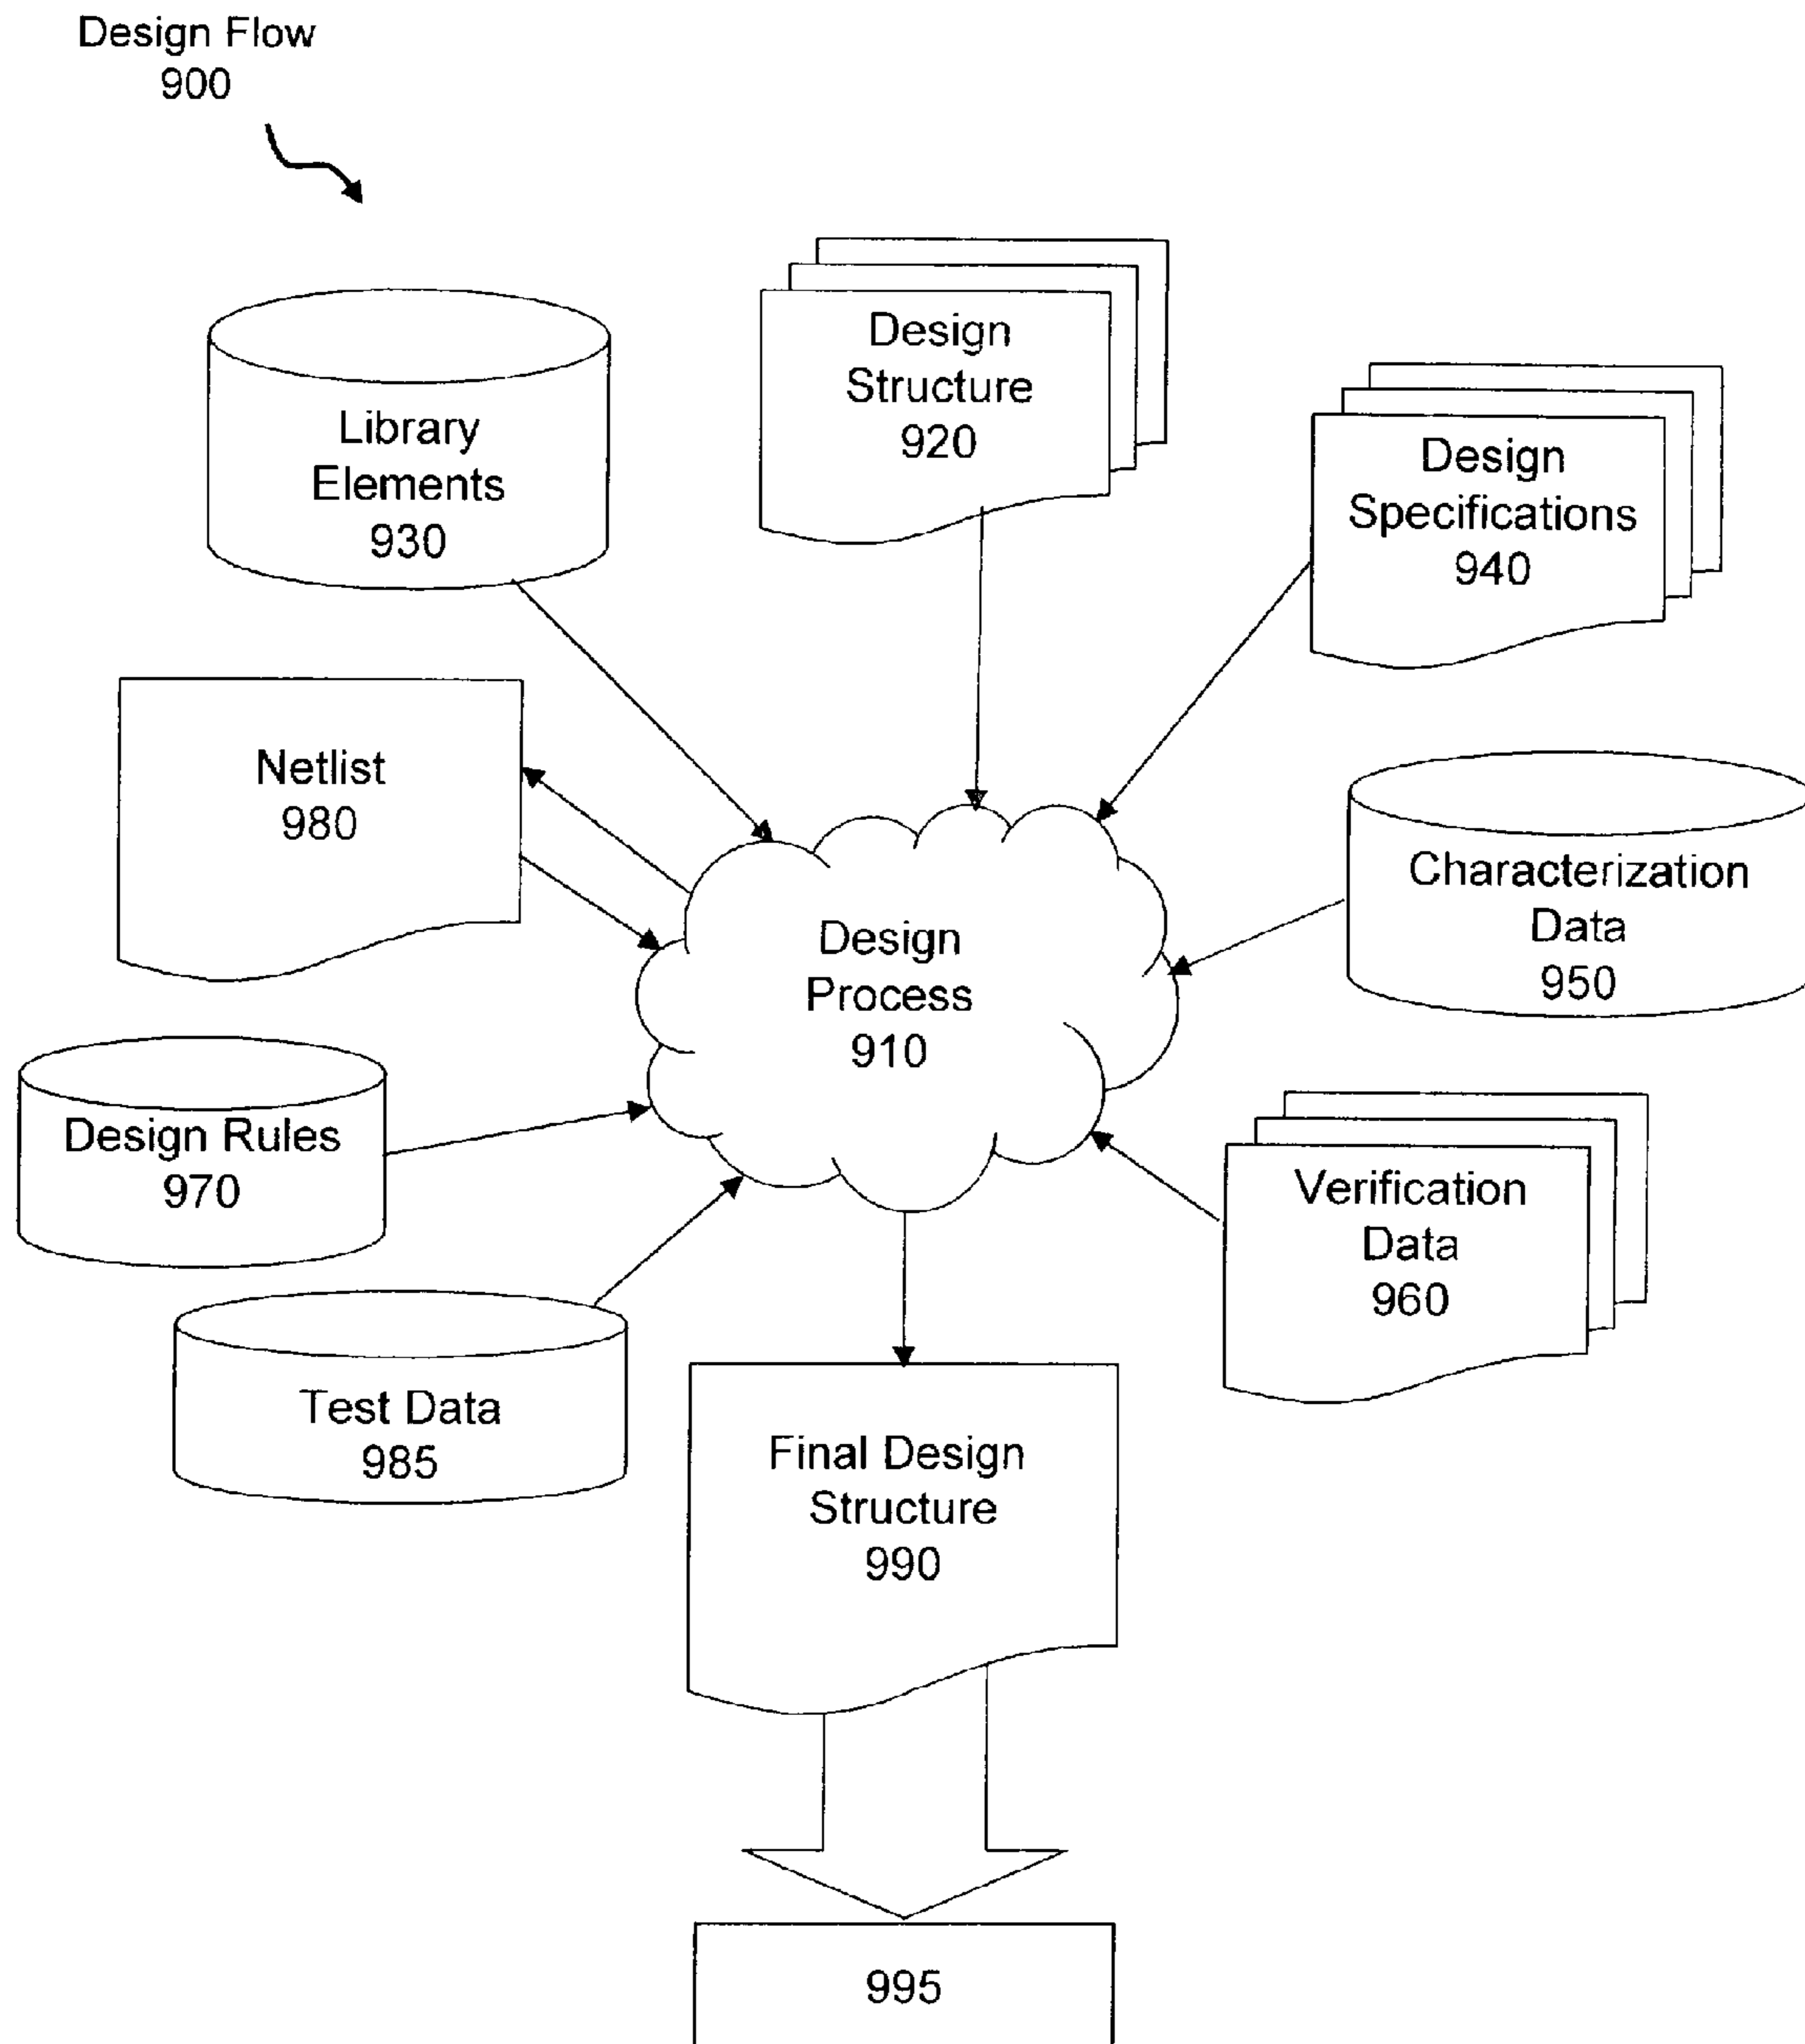 Design Flow
900
Design
Structure
920
Library
Elements
930
Design
Specifications
940
Netlist
980
Characterization
Data
950
Design
Process
910
Design Rules
970
Verification
Data
960
Test Data
985
Final Design
Structure
990
995